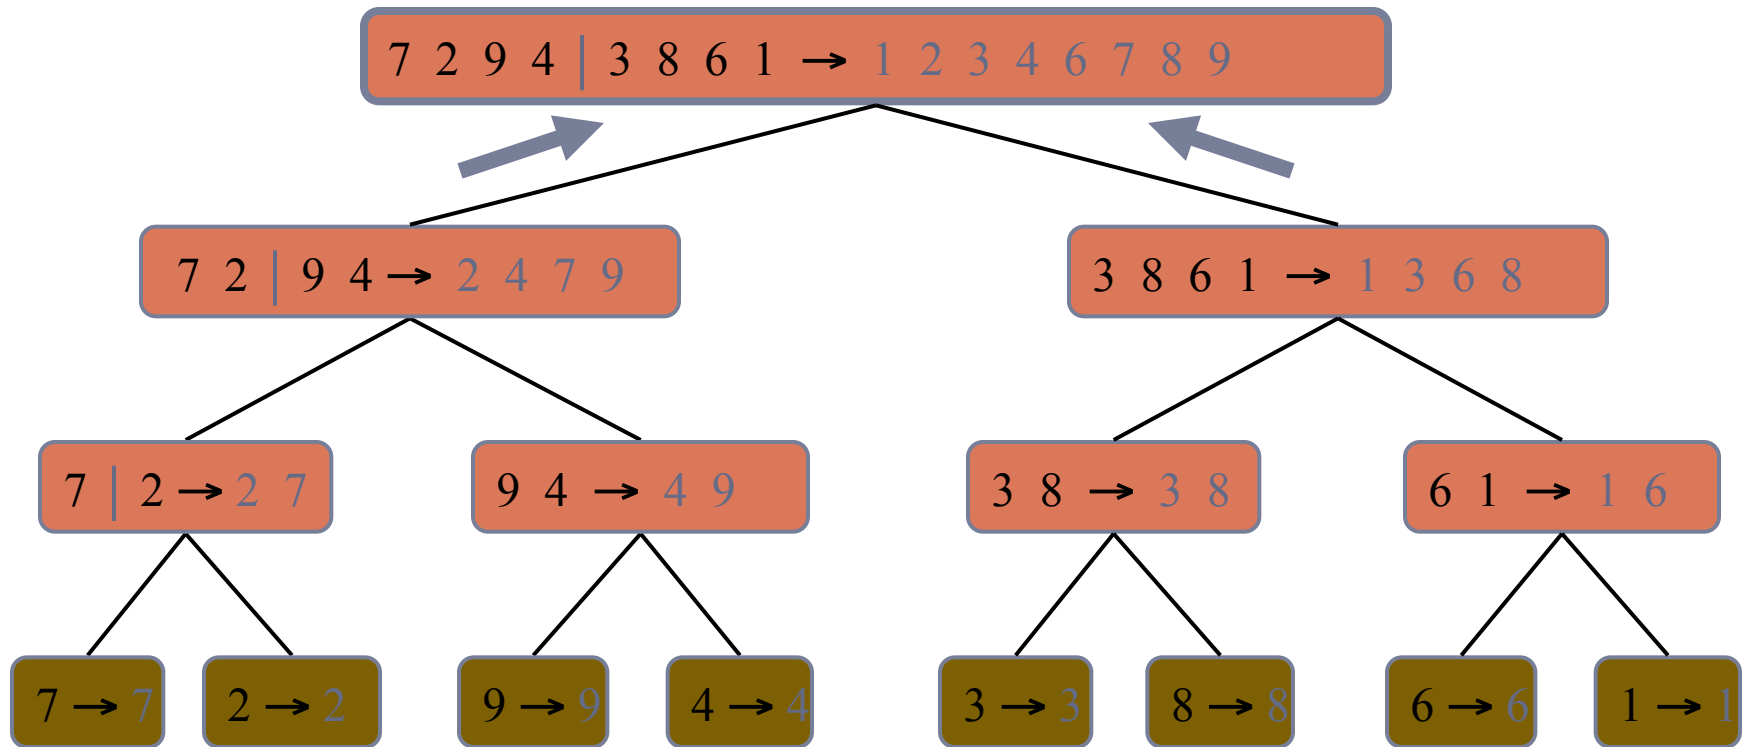 7 2 9 4 | 3 8 6 1 → 1 2 3 4 6 7 8 9
7 2 | 9 4 → 2 4 7 9
3 8 6 1 → 1 3 6 8
7 | 2 → 2 7
9 4 → 4 9
3 8 → 3 8
6 1 → 1 6
7 → 7
2 → 2
9 → 9
4 → 4
3 → 3
8 → 8
6 → 6
1 → 1